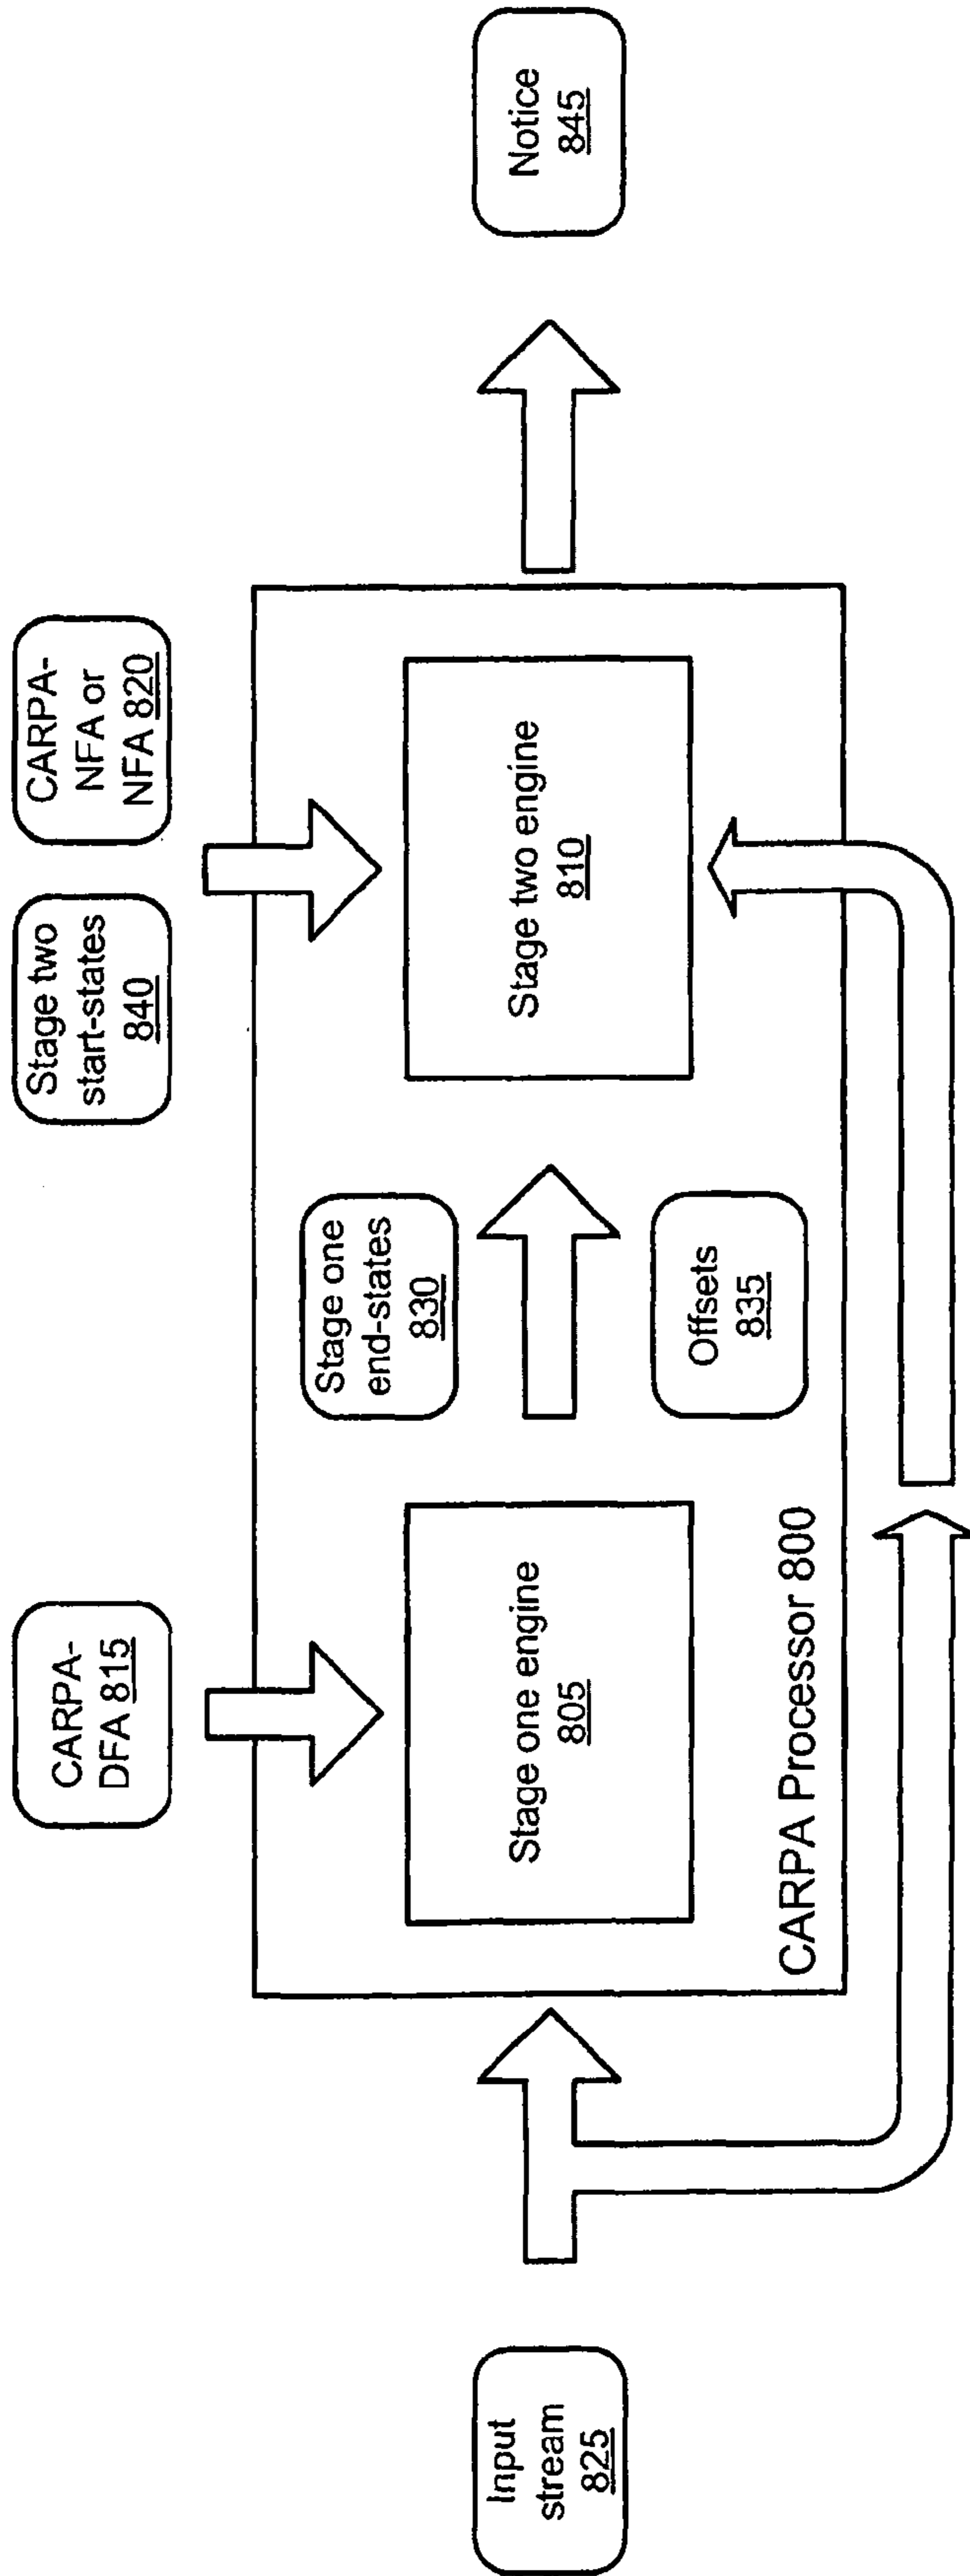 Input
stream
825
CARPA-
DFA 815
Stage one engine
805
CARPA Processor 800
Stage one
end-states
830
Offsets
835
Stage two
start-states
840
CARPA-
NFA or
NFA 820
Stage two engine
810
Notice
845